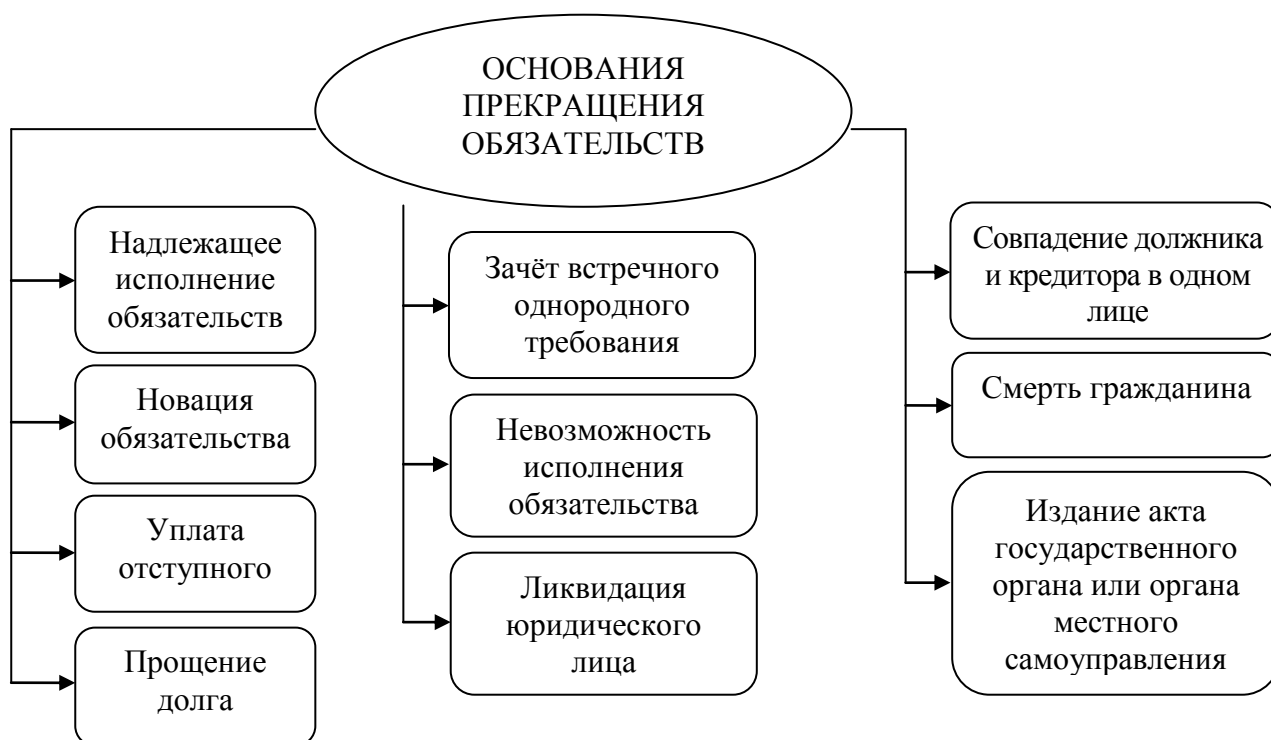 ОСНОВАНИЯ
ПРЕКРАЩЕНИЯ
ОБЯЗАТЕЛЬСТВ
Надлежащее
исполнение
обязательств
Новация
обязательства
Уплата
отступного
Прощение
долга
Зачёт встречного
однородного
требования
Невозможность
исполнения
обязательства
Ликвидация
юридического
лица
Совпадение должника
и кредитора в одном
лице
Смерть гражданина
Издание акта
государственного
органа или органа
местного
самоуправления